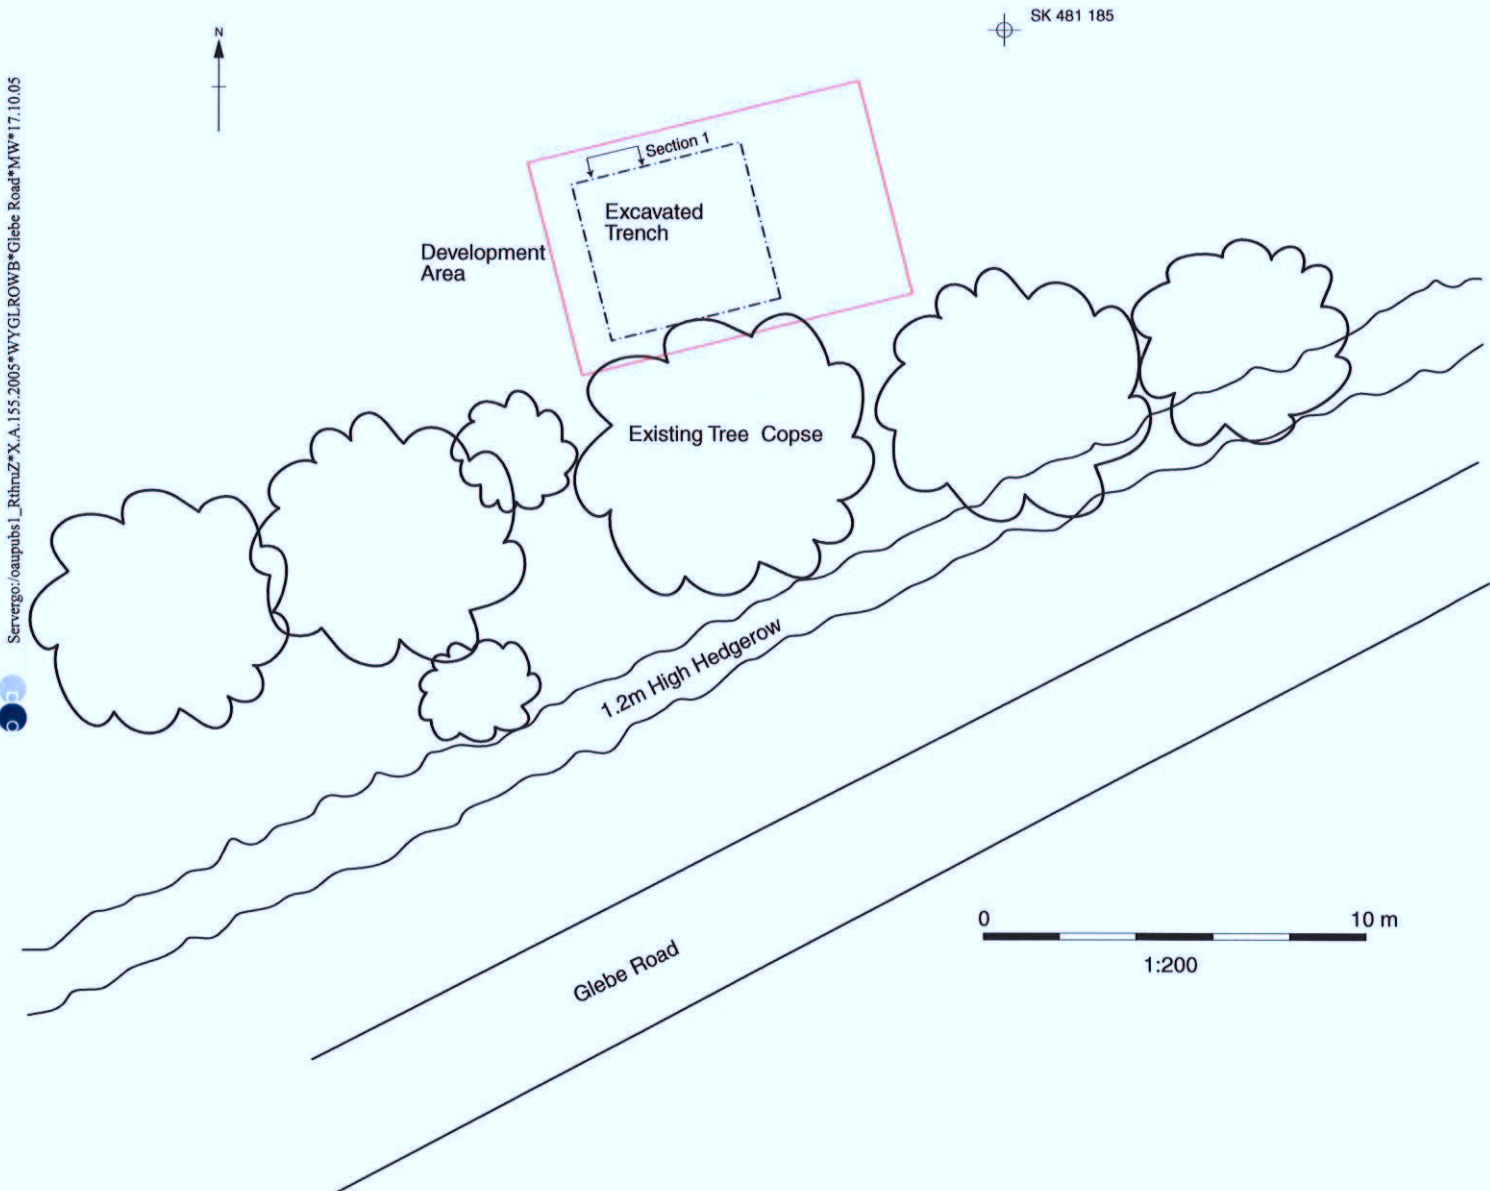 N
SK 481 185
Servergo:/oaupubs1_RthruZ*X.A.155.2005*WYGLROWB*Glebe Road*MW*17.10.05
Section 1
Excavated
Trench
Development
Area
Existing Tree Copse
1.2m High Hedgerow
Glebe Road
0 10 m
1:200